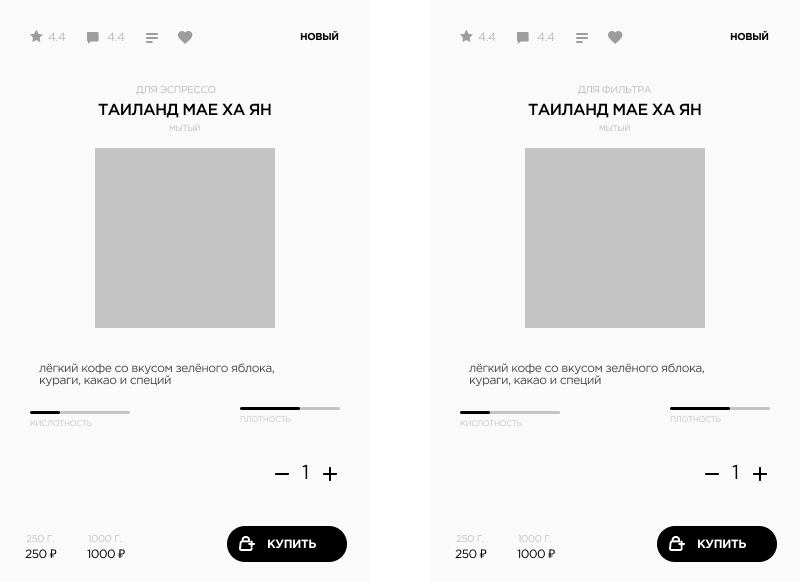 4.4 4.4 НОВЫЙ
ДЛЯ ЭСПРЕССО
ТАИЛАНД МАЕ ХА ЯН
МЫТЫЙ
лёгкий кофе со вкусом зелёного яблока,
кураги, какао и специй
КИСЛОТНОСТЬ ПЛОТНОСТЬ
1
250 Г. 1000 Г.
250 ₽ 1000 ₽ КУПИТЬ
4.4 4.4 НОВЫЙ
ДЛЯ ФИЛЬТРА
ТАИЛАНД МАЕ ХА ЯН
МЫТЫЙ
лёгкий кофе со вкусом зелёного яблока,
кураги, какао и специй
КИСЛОТНОСТЬ ПЛОТНОСТЬ
1
250 Г. 1000 Г.
250 ₽ 1000 ₽ КУПИТЬ